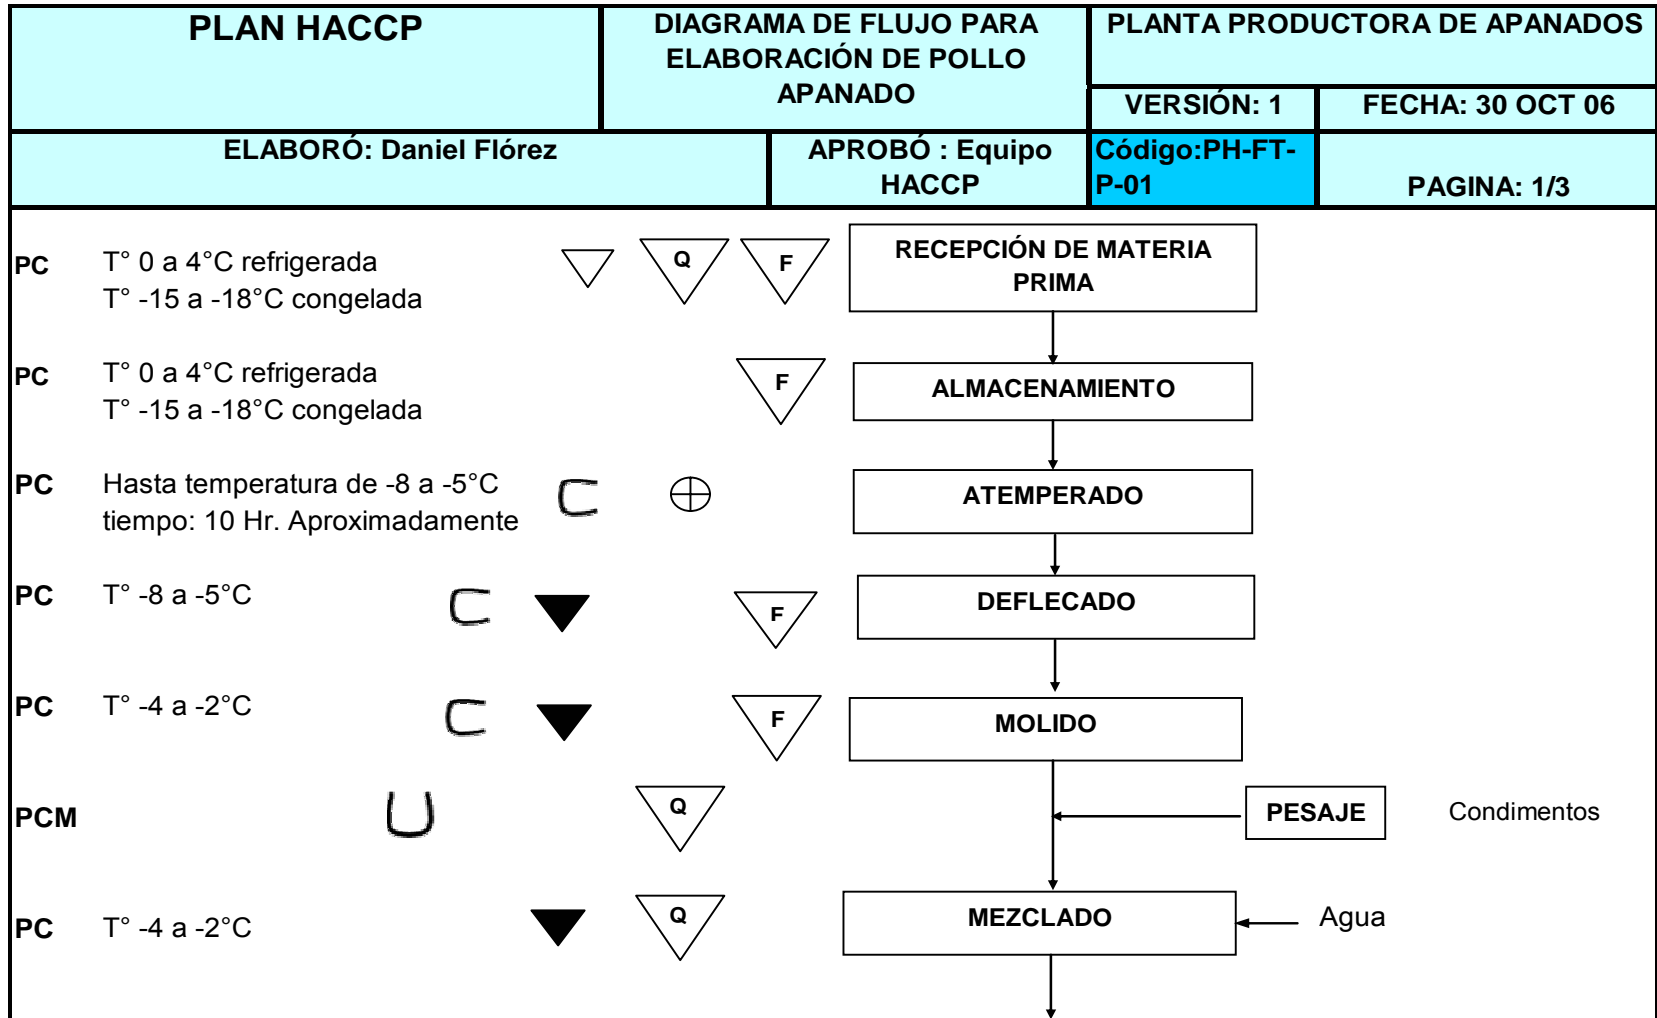 PLAN HACCP
DIAGRAMA DE FLUJO PARA
ELABORACIÓN DE POLLO
APANADO
PLANTA PRODUCTORA DE APANADOS
VERSIÓN: 1
FECHA: 30 OCT 06
ELABORÓ: Daniel Flórez
APROBÓ : Equipo
HACCP
Código:PH-FT-
P-01
PAGINA: 1/3
PC
T° 0 a 4°C refrigerada
T° -15 a -18°C congelada
Q
F
RECEPCIÓN DE MATERIA
PRIMA
PC
T° 0 a 4°C refrigerada
T° -15 a -18°C congelada
F
ALMACENAMIENTO
PC
Hasta temperatura de -8 a -5°C
tiempo: 10 Hr. Aproximadamente
ATEMPERADO
PC
T° -8 a -5°C
F
DEFLECADO
PC
T° -4 a -2°C
F
MOLIDO
PCM
Q
PESAJE
Condimentos
PC
T° -4 a -2°C
Q
MEZCLADO
Agua